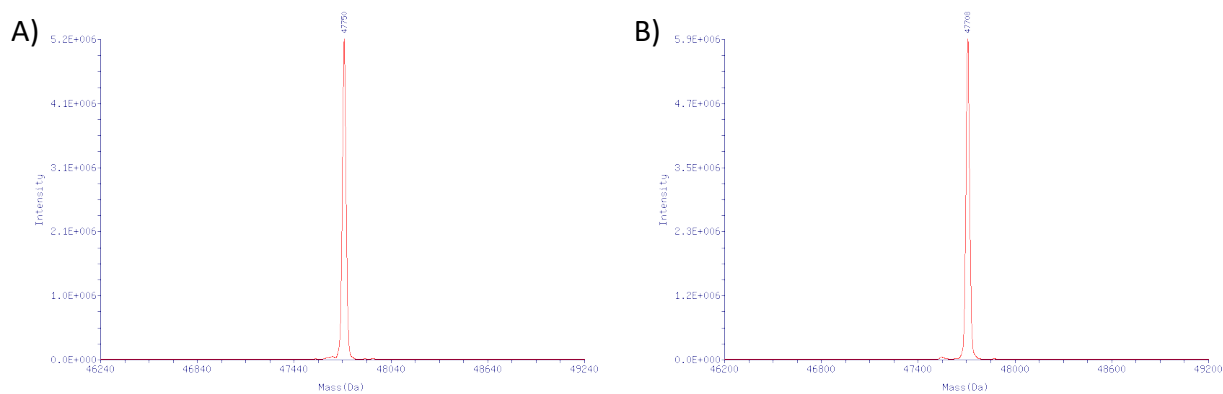 A)
47750
5.2E+006
4.1E+006
3.1E+006
2.1E+006
1.0E+006
0.0E+000
Intensity
46240 46840 47440 48040 48640 49240
Mass(Da)
B)
47708
5.9E+006
4.7E+006
3.5E+006
2.3E+006
1.2E+006
0.0E+000
Intensity
46200 46800 47400 48000 48600 49200
Mass(Da)